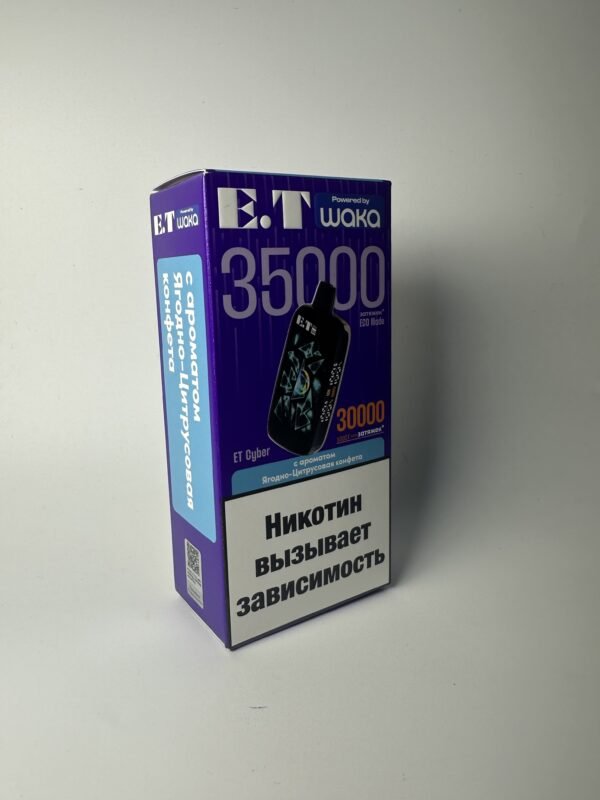 E.T
Powered by
waka
35000
затяжек*
ECO Mode
E.T
30000
затяжек*
ET Cyber
с ароматом
Ягодно-Цитрусовая конфета
Никотин
вызывает
зависимость
E.T waka
с ароматом
Ягодно-Цитрусовая
конфета